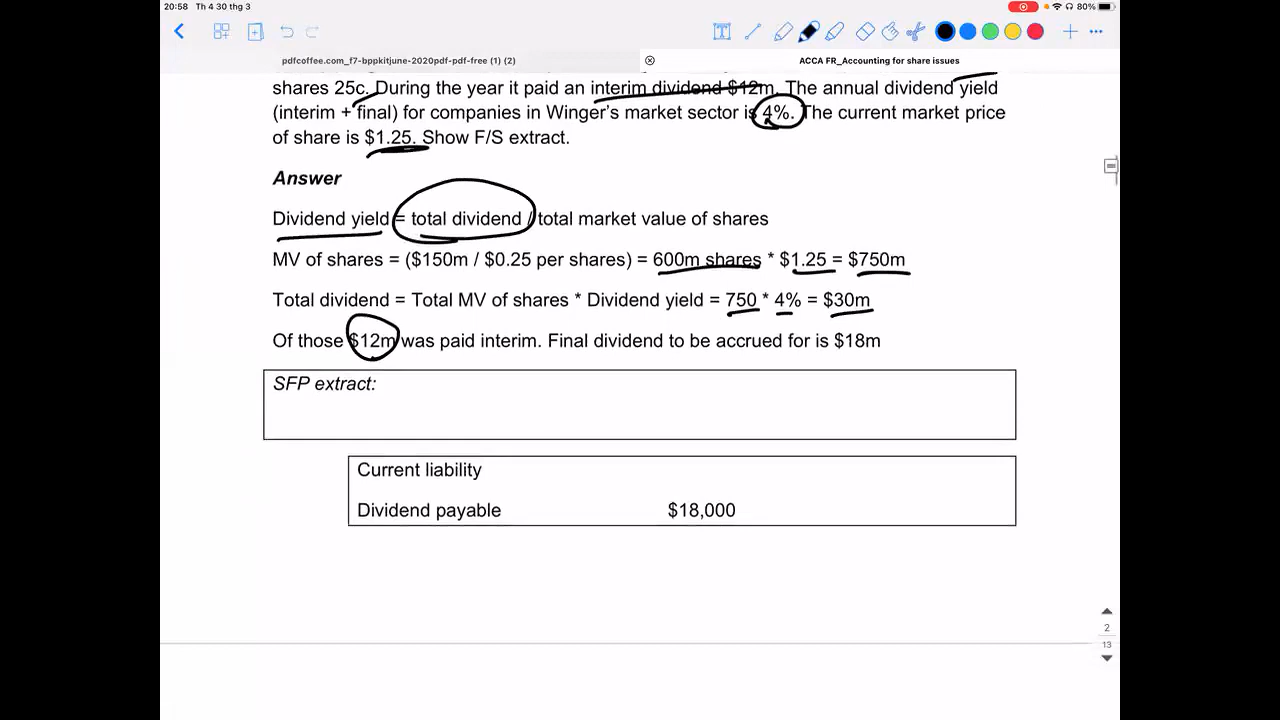 20:58 Th 4 30 thg 3
80%
pdfcoffee.com_f7-bppkitjune-2020pdf-pdf-free (1) (2)
ACCA FR_Accounting for share issues
shares 25c. During the year it paid an interim dividend $12m. The annual dividend yield
(interim + final) for companies in Winger's market sector is 4%. The current market price
of share is $1.25. Show F/S extract.
Answer
Dividend yield = total dividend / total market value of shares
MV of shares = ($150m / $0.25 per shares) = 600m shares * $1.25 = $750m
Total dividend = Total MV of shares * Dividend yield = 750 * 4% = $30m
Of those $12m was paid interim. Final dividend to be accrued for is $18m
SFP extract:
Current liability
Dividend payable $18,000
2
13